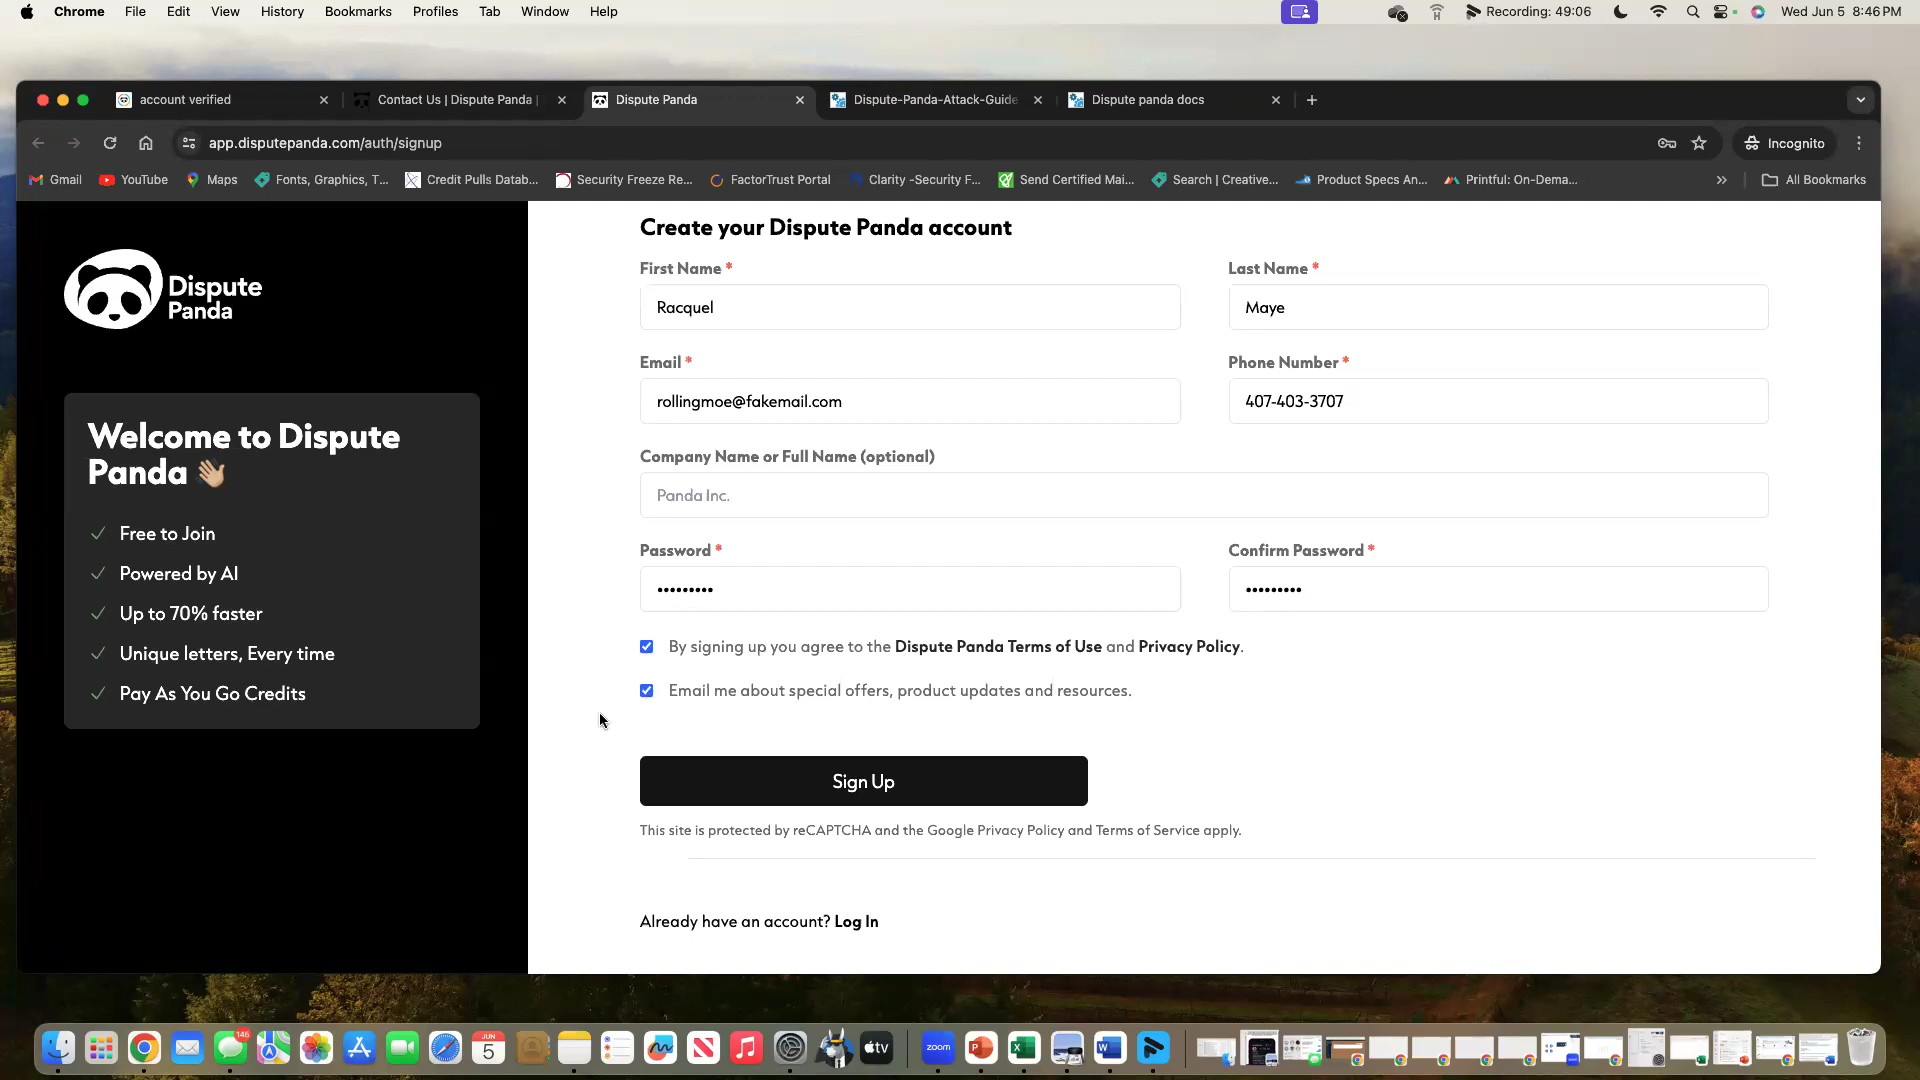 Chrome File Edit View History Bookmarks Profiles Tab Window Help Recording: 49:06 Wed Jun 5 8:46 PM
account verified Contact Us | Dispute Panda | Dispute Panda Dispute-Panda-Attack-Guide Dispute panda docs
app.disputepanda.com/auth/signup Incognito
Gmail YouTube Maps Fonts, Graphics, T... Credit Pulls Datab... Security Freeze Re... FactorTrust Portal Clarity -Security F... Send Certified Mai... Search | Creative... Product Specs An... Printful: On-Dema... All Bookmarks
Dispute
Panda
Welcome to Dispute
Panda 👋🏼
Free to Join
Powered by AI
Up to 70% faster
Unique letters, Every time
Pay As You Go Credits
Create your Dispute Panda account
First Name * Last Name *
Racquel Maye
Email * Phone Number *
rollingmoe@fakemail.com 407-403-3707
Company Name or Full Name (optional)
Panda Inc.
Password * Confirm Password *
••••••••• •••••••••
By signing up you agree to the Dispute Panda Terms of Use and Privacy Policy.
Email me about special offers, product updates and resources.
Sign Up
This site is protected by reCAPTCHA and the Google Privacy Policy and Terms of Service apply.
Already have an account? Log In
146
JUN
5
tv
zoom